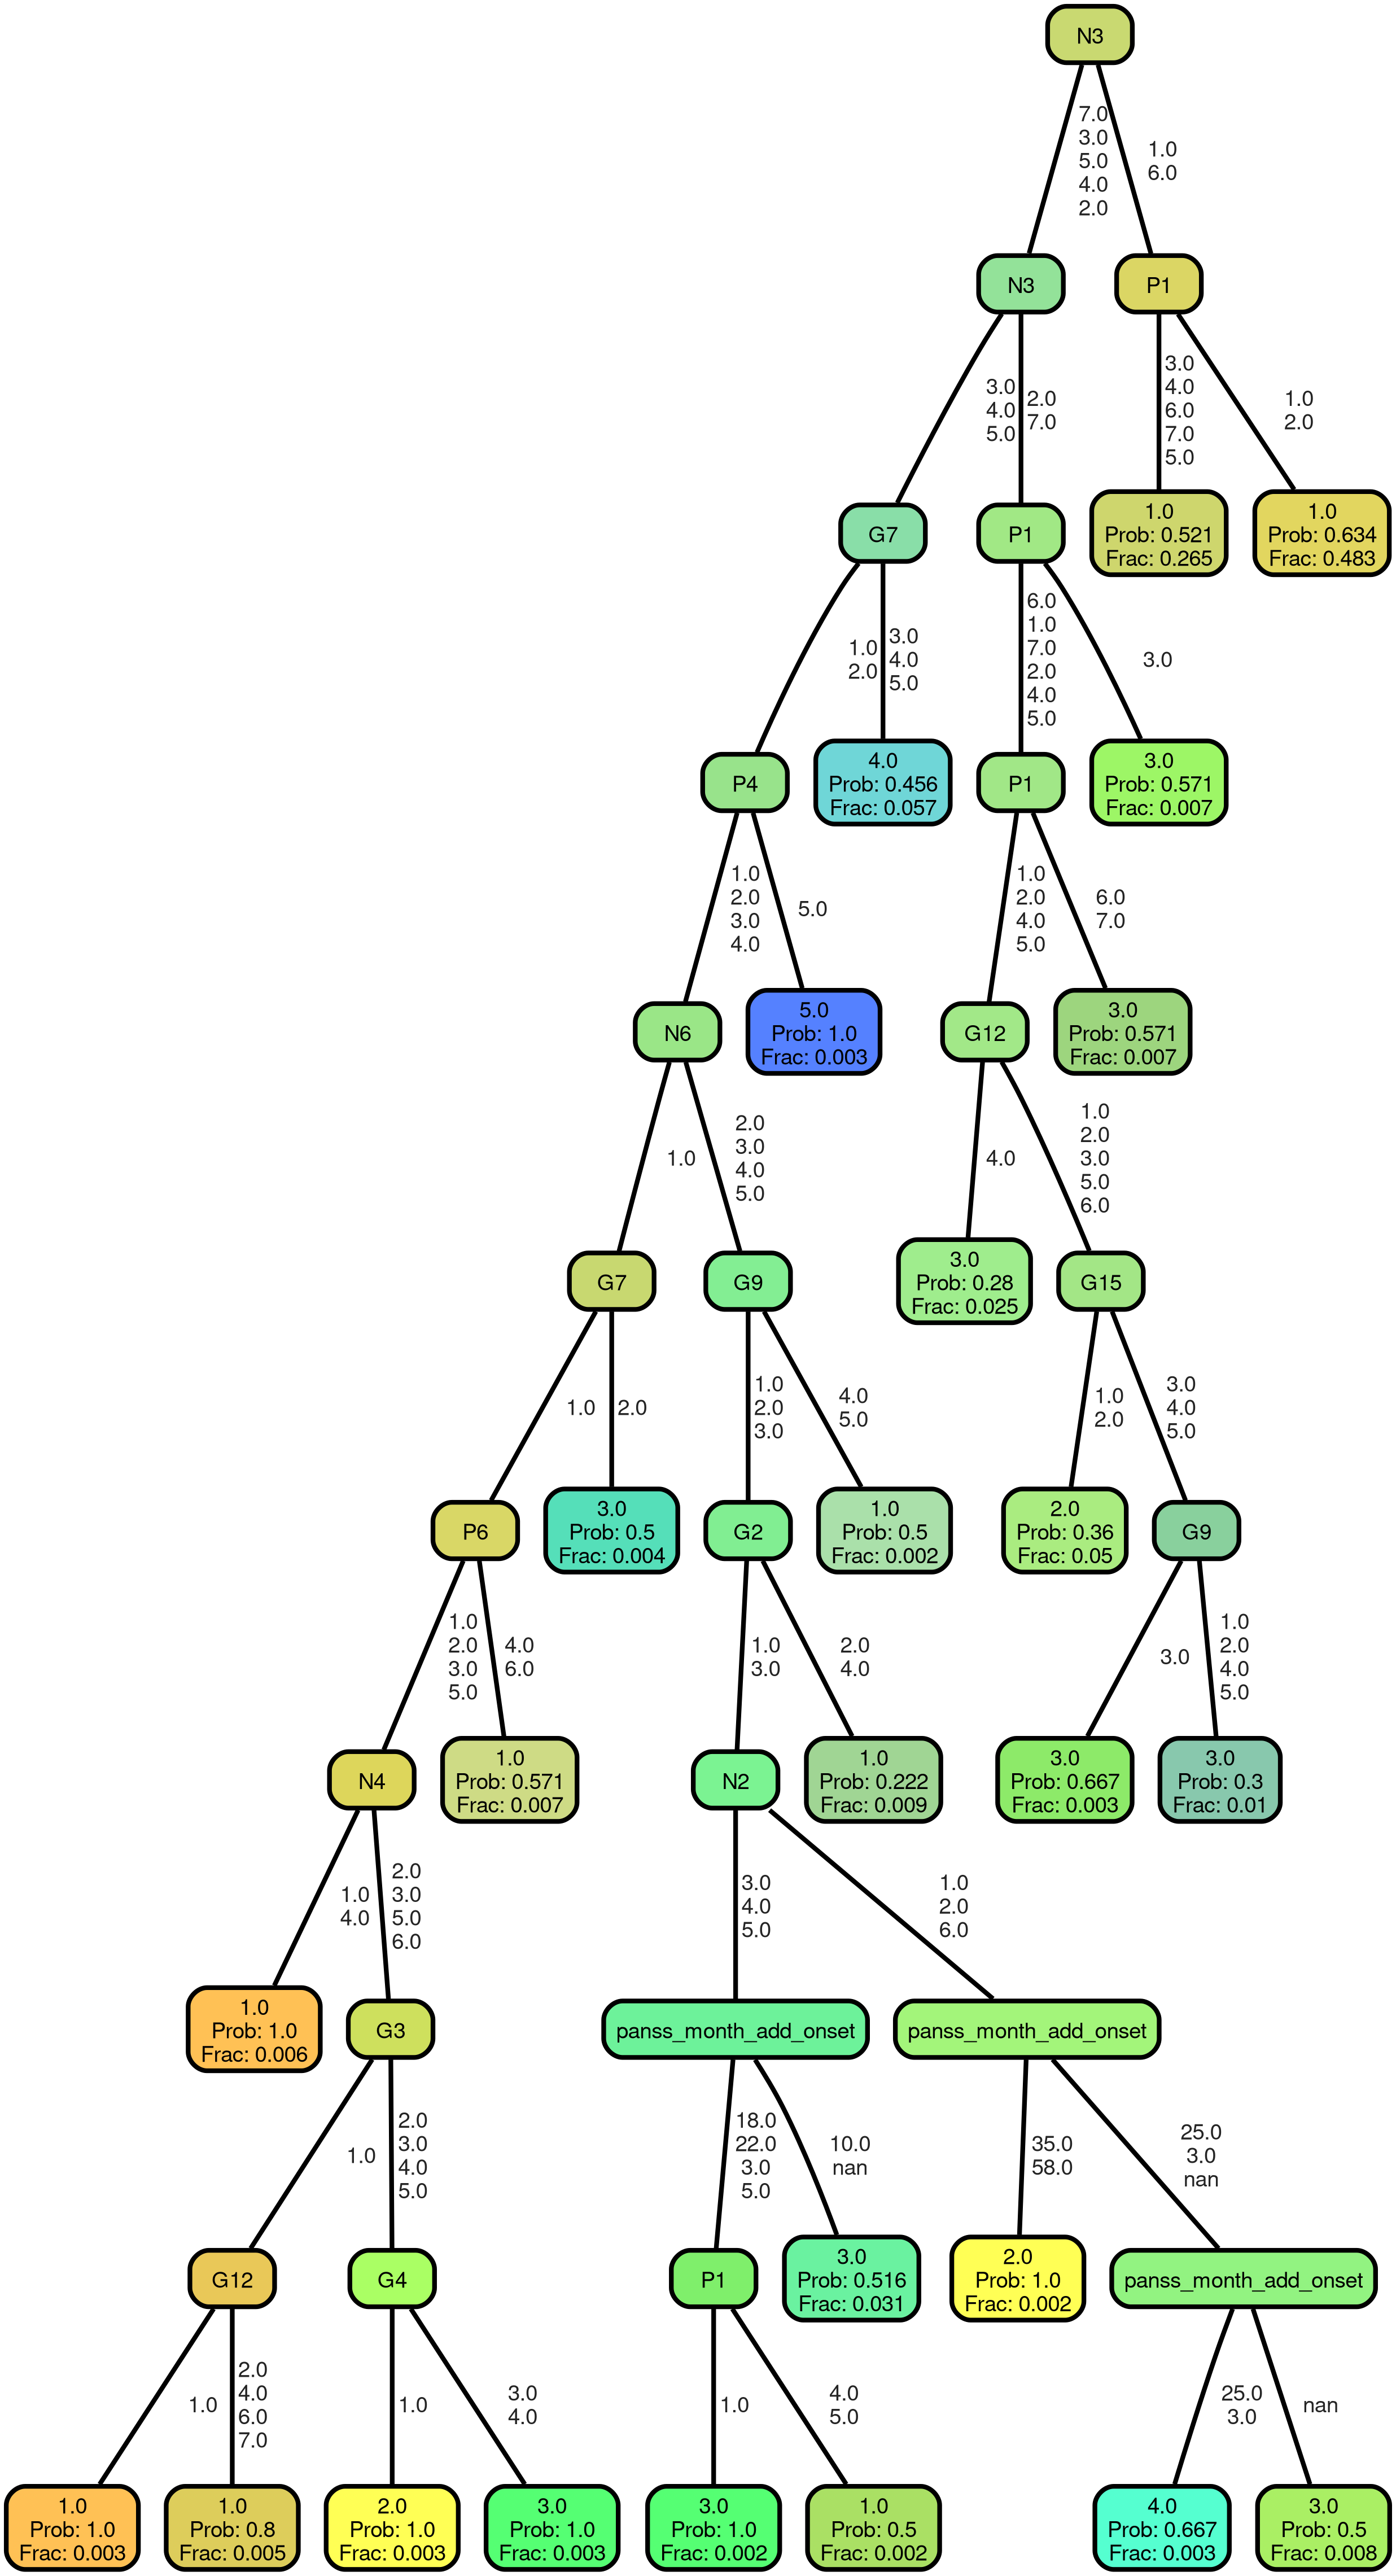 N3
7.0
3.0
5.0
4.0
2.0
1.0
6.0
N3
P1
3.0
4.0
5.0
2.0
7.0
3.0
4.0
6.0
7.0
5.0
1.0
2.0
G7
P1
1.0
Prob: 0.521
Frac: 0.265
1.0
Prob: 0.634
Frac: 0.483
1.0
2.0
3.0
4.0
5.0
6.0
1.0
7.0
2.0
4.0
5.0
3.0
P4
4.0
Prob: 0.456
Frac: 0.057
P1
3.0
Prob: 0.571
Frac: 0.007
1.0
2.0
3.0
4.0
5.0
1.0
2.0
4.0
5.0
6.0
7.0
N6
5.0
Prob: 1.0
Frac: 0.003
G12
3.0
Prob: 0.571
Frac: 0.007
1.0
2.0
3.0
4.0
5.0
4.0
1.0
2.0
3.0
5.0
6.0
G7
G9
3.0
Prob: 0.28
Frac: 0.025
G15
1.0
2.0
1.0
2.0
3.0
4.0
5.0
1.0
2.0
3.0
4.0
5.0
P6
3.0
Prob: 0.5
Frac: 0.004
G2
1.0
Prob: 0.5
Frac: 0.002
2.0
Prob: 0.36
Frac: 0.05
G9
1.0
2.0
3.0
5.0
4.0
6.0
1.0
3.0
2.0
4.0
3.0
1.0
2.0
4.0
5.0
N4
1.0
Prob: 0.571
Frac: 0.007
N2
1.0
Prob: 0.222
Frac: 0.009
3.0
Prob: 0.667
Frac: 0.003
3.0
Prob: 0.3
Frac: 0.01
1.0
4.0
2.0
3.0
5.0
6.0
3.0
4.0
5.0
1.0
2.0
6.0
1.0
Prob: 1.0
Frac: 0.006
G3
panss_month_add_onset
panss_month_add_onset
1.0
2.0
3.0
4.0
5.0
18.0
22.0
3.0
5.0
10.0
nan
35.0
58.0
25.0
3.0
nan
G12
G4
P1
3.0
Prob: 0.516
Frac: 0.031
2.0
Prob: 1.0
Frac: 0.002
panss_month_add_onset
1.0
2.0
4.0
6.0
7.0
1.0
3.0
4.0
1.0
4.0
5.0
25.0
3.0
nan
1.0
Prob: 1.0
Frac: 0.003
1.0
Prob: 0.8
Frac: 0.005
2.0
Prob: 1.0
Frac: 0.003
3.0
Prob: 1.0
Frac: 0.003
3.0
Prob: 1.0
Frac: 0.002
1.0
Prob: 0.5
Frac: 0.002
4.0
Prob: 0.667
Frac: 0.003
3.0
Prob: 0.5
Frac: 0.008